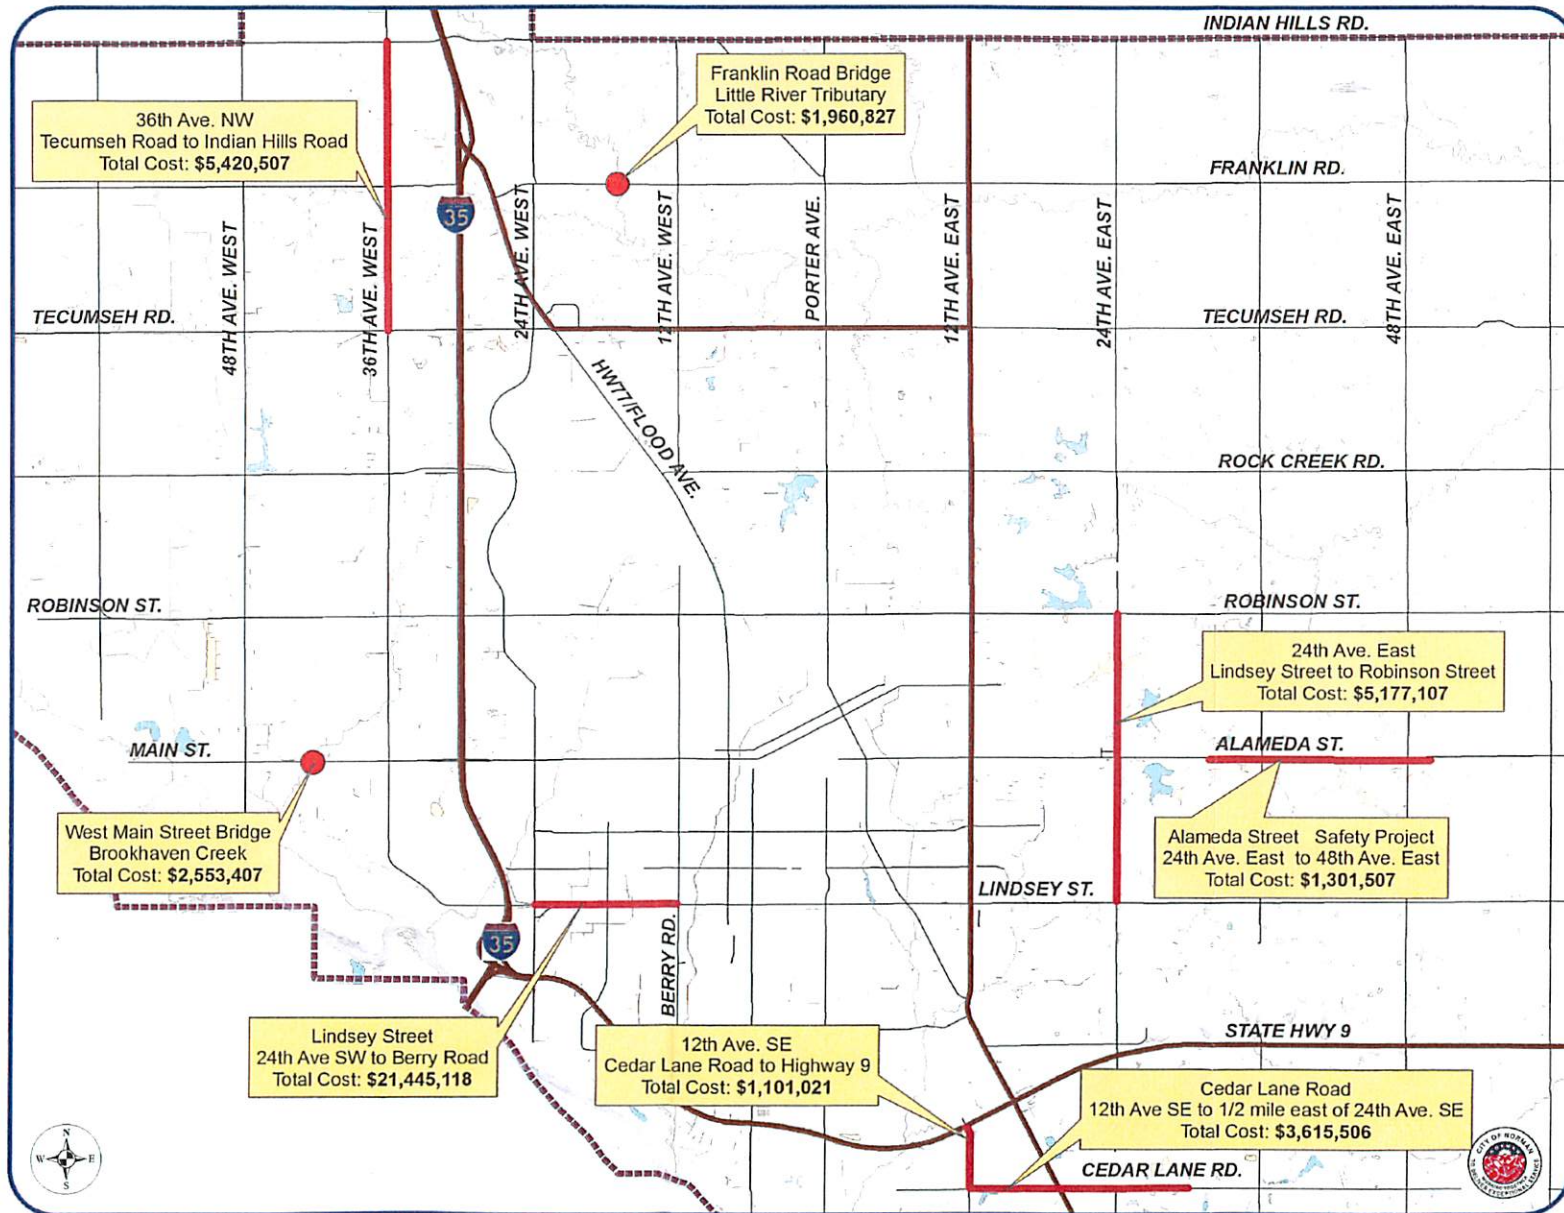 INDIAN HILLS RD.
Franklin Road Bridge
Little River Tributary
Total Cost: $1,960,827
36th Ave. NW
Tecumseh Road to Indian Hills Road
Total Cost: $5,420,507
FRANKLIN RD.
35
48TH AVE. WEST
36TH AVE. WEST
24TH AVE. WEST
12TH AVE. WEST
PORTER AVE.
12TH AVE. EAST
24TH AVE. EAST
48TH AVE. EAST
TECUMSEH RD.
TECUMSEH RD.
HW77/FLOOD AVE.
ROCK CREEK RD.
ROBINSON ST.
ROBINSON ST.
24th Ave. East
Lindsey Street to Robinson Street
Total Cost: $5,177,107
MAIN ST.
ALAMEDA ST.
West Main Street Bridge
Brookhaven Creek
Total Cost: $2,553,407
Alameda Street Safety Project
24th Ave. East to 48th Ave. East
Total Cost: $1,301,507
LINDSEY ST.
35
BERRY RD.
Lindsey Street
24th Ave SW to Berry Road
Total Cost: $21,445,118
12th Ave. SE
Cedar Lane Road to Highway 9
Total Cost: $1,101,021
STATE HWY 9
Cedar Lane Road
12th Ave SE to 1/2 mile east of 24th Ave. SE
Total Cost: $3,615,506
CEDAR LANE RD.
N
W E
S
CITY OF NORMAN